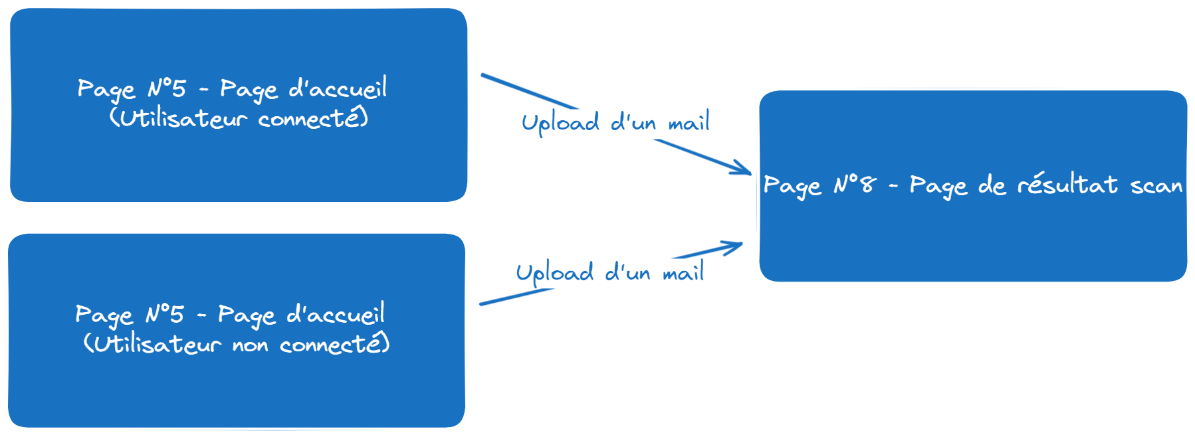 Page N°5 - Page d'accueil
(Utilisateur connecté)
Upload d'un mail
Page N°8 - Page de résultat scan
Upload d'un mail
Page N°5 - Page d'accueil
(Utilisateur non connecté)